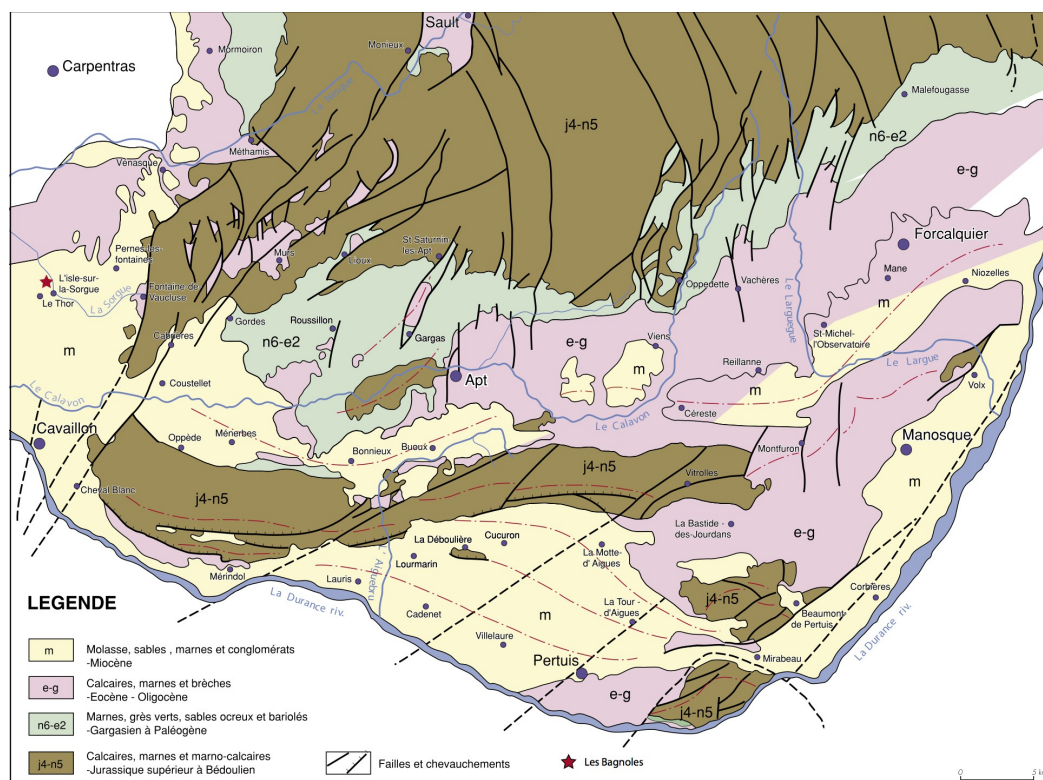 Sault
Mormoiron
Monieux
Carpentras
La Nesque
Malefougasse
j4-n5
n6-e2
Méthamis
Venasque
e-g
Pernes-les-
fontaines
Murs
Lioux
St-Saturnin-
les-Apt
Forcalquier
L'isle-sur-
la-Sorgue
Le Thor
La Sorgue
Fontaine de
Vaucluse
Oppedette
Vachères
Le Largue
Mane
Niozelles
m
Gordes
Roussillon
n6-e2
Gargas
Cabrières
m
e-g
Viens
m
St-Michel-
l'Observatoire
Reillanne
Le Largue
Volx
Coustellet
Apt
Le Calavon
Le Calavon
Céreste
m
Cavaillon
Oppède
Ménerbes
Bonnieux
Buoux
Montfuron
Manosque
m
Cheval Blanc
j4-n5
j4-n5
Vitrolles
e-g
La Bastide -
des-Jourdans
La Déboulière
Cucuron
Lourmarin
La Motte-
d' Aigues
L' Aiguebrun
Mérindol
Lauris
La Durance riv.
Cadenet
m
La Tour -
d'Aigues
j4-n5
Corbières
Beaumont
de Pertuis
La Durance riv.
Villelaure
Mirabeau
Pertuis
e-g
j4-n5
LEGENDE
m
Molasse, sables , marnes et conglomérats
-Miocène
e-g
Calcaires, marnes et brèches
-Eocène - Oligocène
n6-e2
Marnes, grès verts, sables ocreux et bariolés
-Gargasien à Paléogène
j4-n5
Calcaires, marnes et marno-calcaires
-Jurassique supérieur à Bédoulien
Failles et chevauchements
Les Bagnoles
0